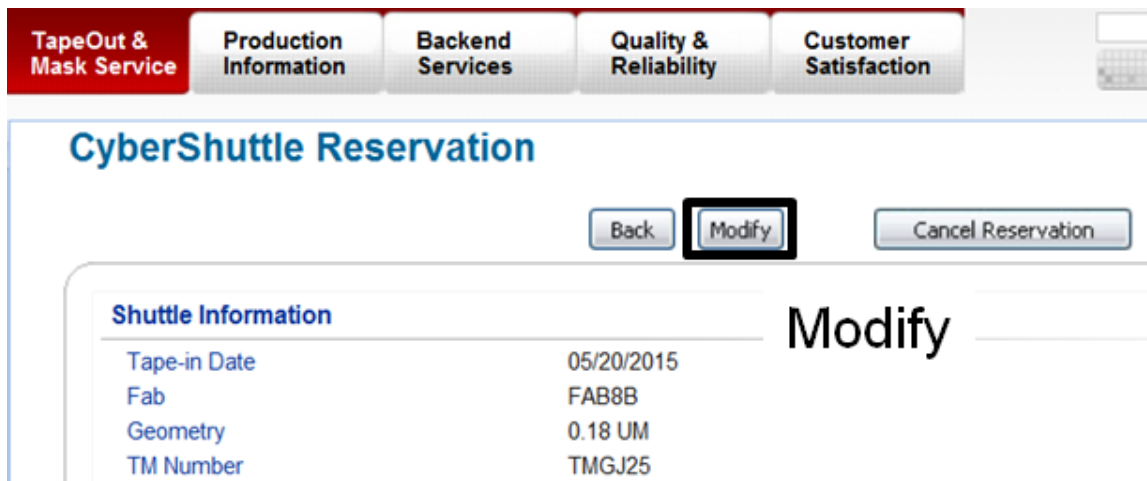 TapeOut & Production Backend Quality & Customer
Mask Service Information Services Reliability Satisfaction
CyberShuttle Reservation
Back Modify Cancel Reservation
Shuttle Information
Modify
Tape-in Date 05/20/2015
Fab FAB8B
Geometry 0.18 UM
TM Number TMGJ25